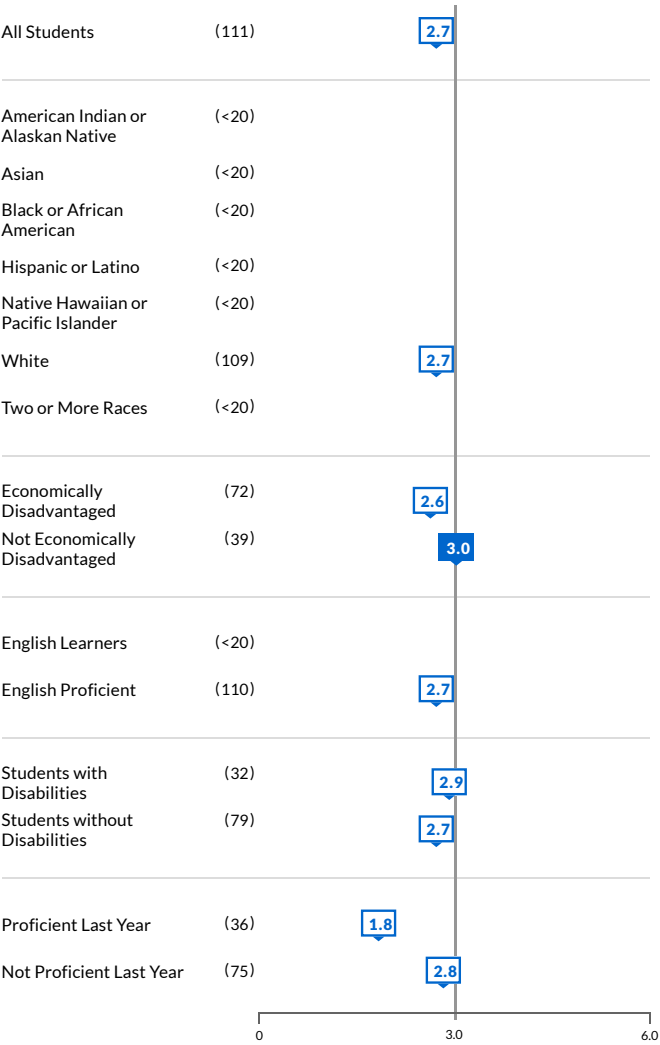 All Students (111) 2.7
American Indian or (<20)
Alaskan Native
Asian (<20)
Black or African (<20)
American
Hispanic or Latino (<20)
Native Hawaiian or (<20)
Pacific Islander
White (109) 2.7
Two or More Races (<20)
Economically (72) 2.6
Disadvantaged
Not Economically (39) 3.0
Disadvantaged
English Learners (<20)
English Proficient (110) 2.7
Students with (32) 2.9
Disabilities
Students without (79) 2.7
Disabilities
Proficient Last Year (36) 1.8
Not Proficient Last Year (75) 2.8
0 3.0 6.0